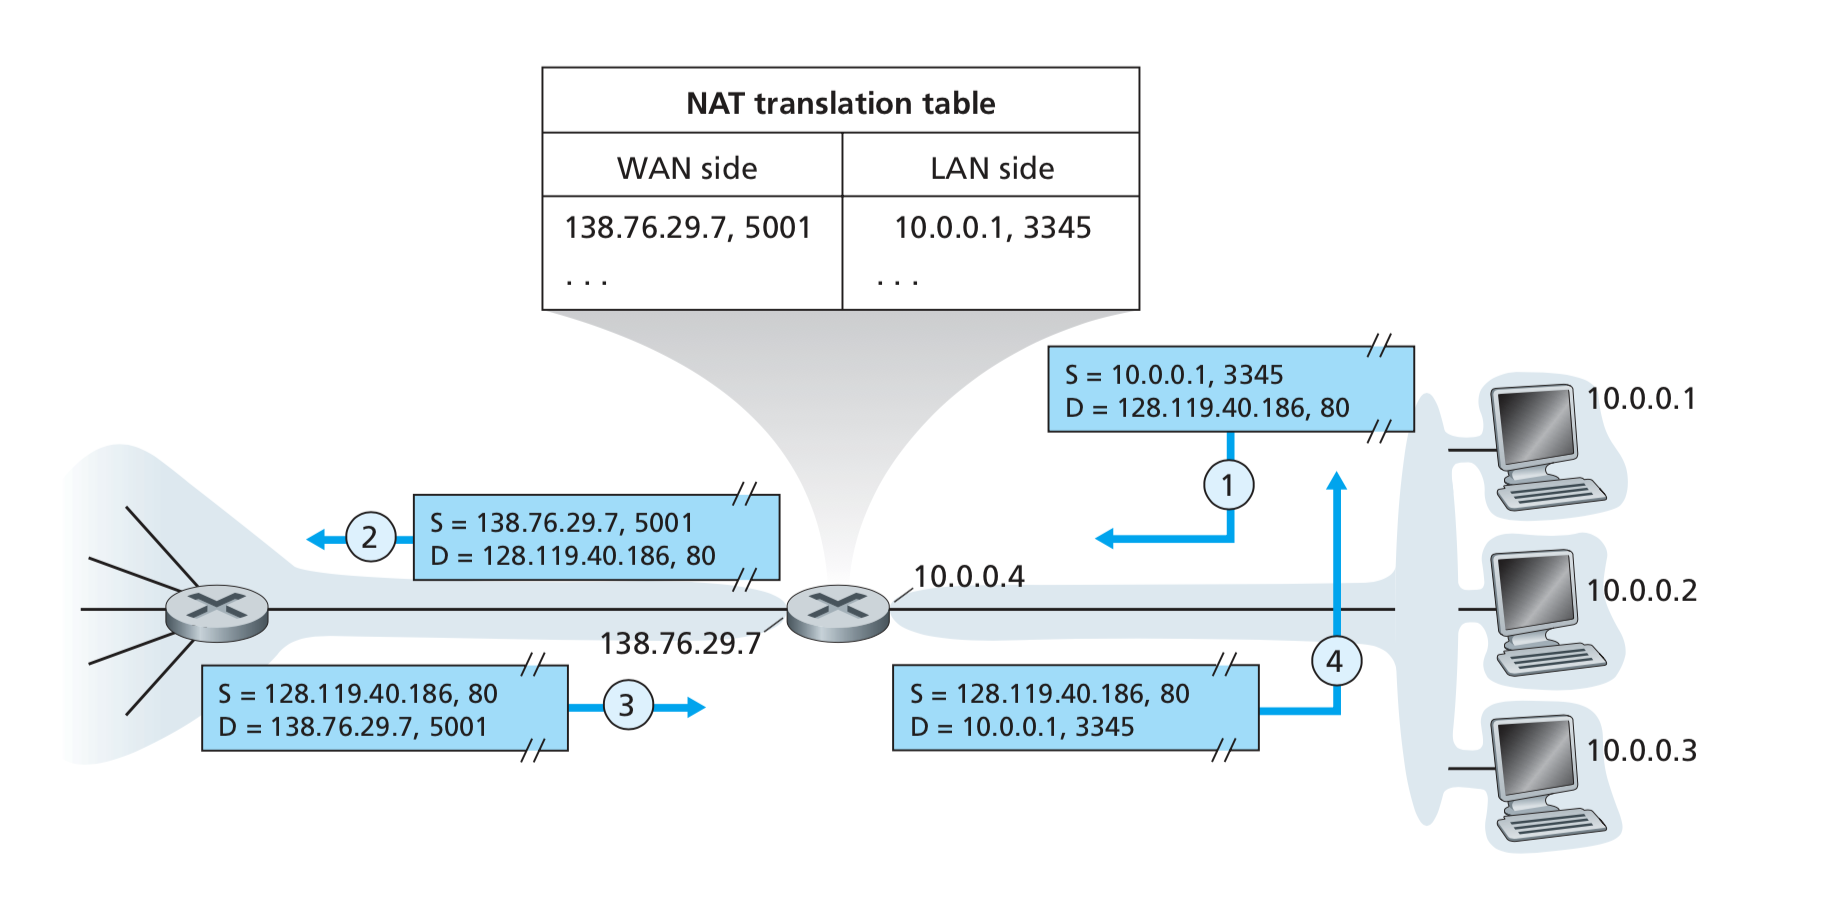 NAT translation table
WAN side
LAN side
138.76.29.7, 5001
10.0.0.1, 3345
. . .
. . .
S = 10.0.0.1, 3345
D = 128.119.40.186, 80
1
10.0.0.1
S = 138.76.29.7, 5001
D = 128.119.40.186, 80
2
10.0.0.4
10.0.0.2
138.76.29.7
4
S = 128.119.40.186, 80
D = 138.76.29.7, 5001
3
S = 128.119.40.186, 80
D = 10.0.0.1, 3345
10.0.0.3